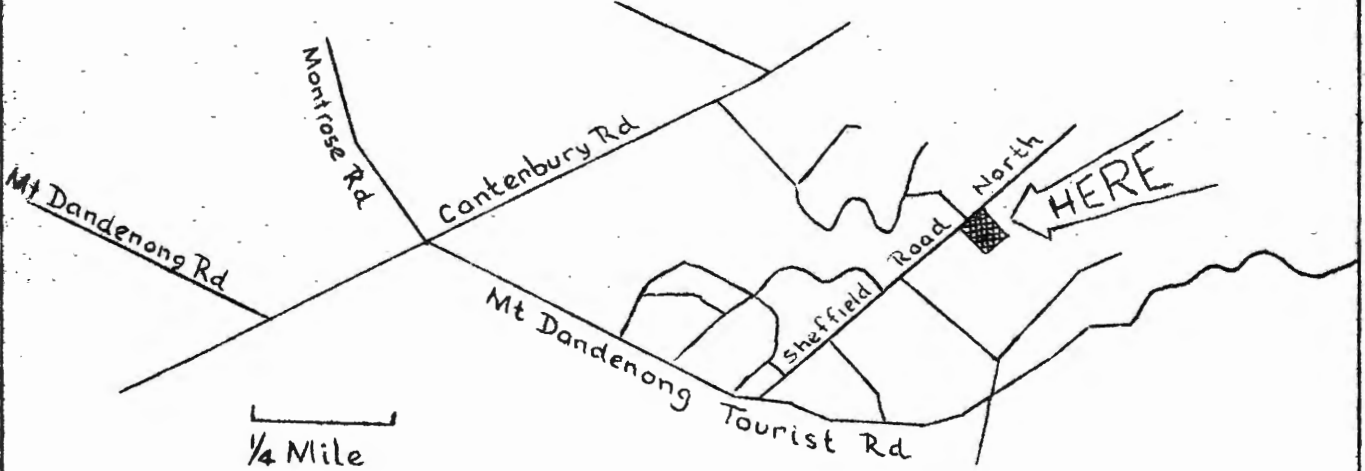 Montrose Rd
Canterbury Rd
Mt Dandenong Rd
North
HERE
Sheffield Road
Mt Dandenong Tourist Rd
1/4 Mile